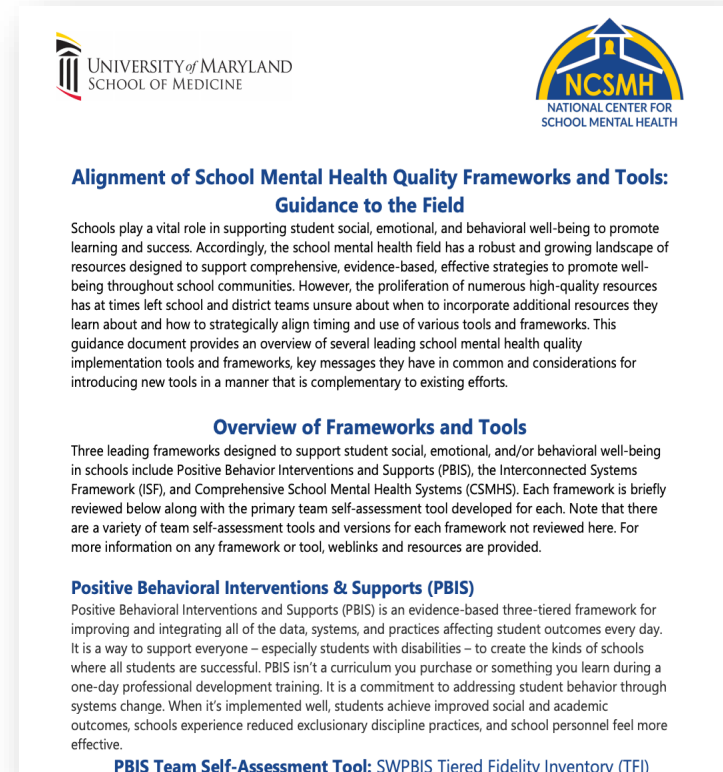 UNIVERSITY of MARYLAND
SCHOOL OF MEDICINE
NCSMH
NATIONAL CENTER FOR
SCHOOL MENTAL HEALTH
Alignment of School Mental Health Quality Frameworks and Tools:
Guidance to the Field
Schools play a vital role in supporting student social, emotional, and behavioral well-being to promote
learning and success. Accordingly, the school mental health field has a robust and growing landscape of
resources designed to support comprehensive, evidence-based, effective strategies to promote well-
being throughout school communities. However, the proliferation of numerous high-quality resources
has at times left school and district teams unsure about when to incorporate additional resources they
learn about and how to strategically align timing and use of various tools and frameworks. This
guidance document provides an overview of several leading school mental health quality
implementation tools and frameworks, key messages they have in common and considerations for
introducing new tools in a manner that is complementary to existing efforts.
Overview of Frameworks and Tools
Three leading frameworks designed to support student social, emotional, and/or behavioral well-being
in schools include Positive Behavior Interventions and Supports (PBIS), the Interconnected Systems
Framework (ISF), and Comprehensive School Mental Health Systems (CSMHS). Each framework is briefly
reviewed below along with the primary team self-assessment tool developed for each. Note that there
are a variety of team self-assessment tools and versions for each framework not reviewed here. For
more information on any framework or tool, weblinks and resources are provided.
Positive Behavioral Interventions & Supports (PBIS)
Positive Behavioral Interventions and Supports (PBIS) is an evidence-based three-tiered framework for
improving and integrating all of the data, systems, and practices affecting student outcomes every day.
It is a way to support everyone – especially students with disabilities – to create the kinds of schools
where all students are successful. PBIS isn't a curriculum you purchase or something you learn during a
one-day professional development training. It is a commitment to addressing student behavior through
systems change. When it's implemented well, students achieve improved social and academic
outcomes, schools experience reduced exclusionary discipline practices, and school personnel feel more
effective.
PBIS Team Self-Assessment Tool: SWPBIS Tiered Fidelity Inventory (TFI)